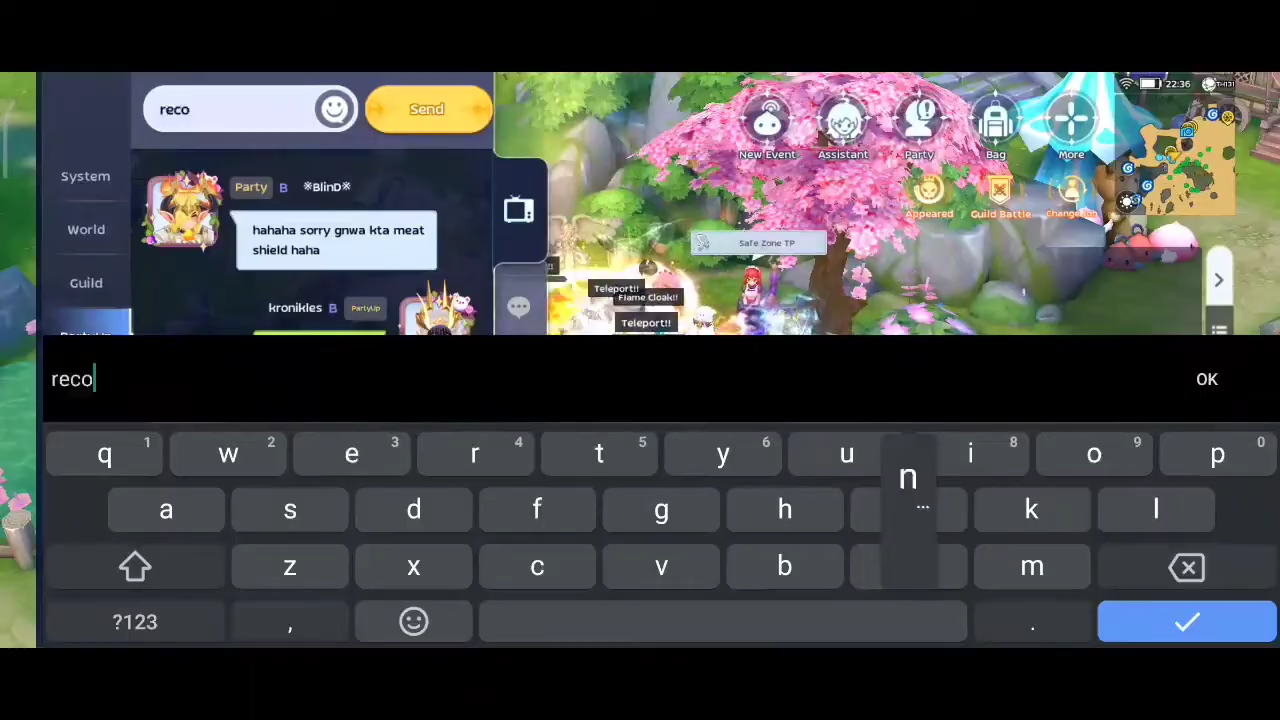 reco
Send
System
World
Guild
Party
B
※BlinD※
hahaha sorry gnwa kta meat
shield haha
kronikles
B
PartyUp
22:36
New Event
Assistant
Party
Bag
More
Appeared
Guild Battle
Safe Zone TP
Teleport!!
Flame Cloak!!
Teleport!!
reco
OK
q 1 w 2 e 3 r 4 t 5 y 6 u i 8 o 9 p 0
a s d f g h k l
n
...
z x c v b m
?123 , .